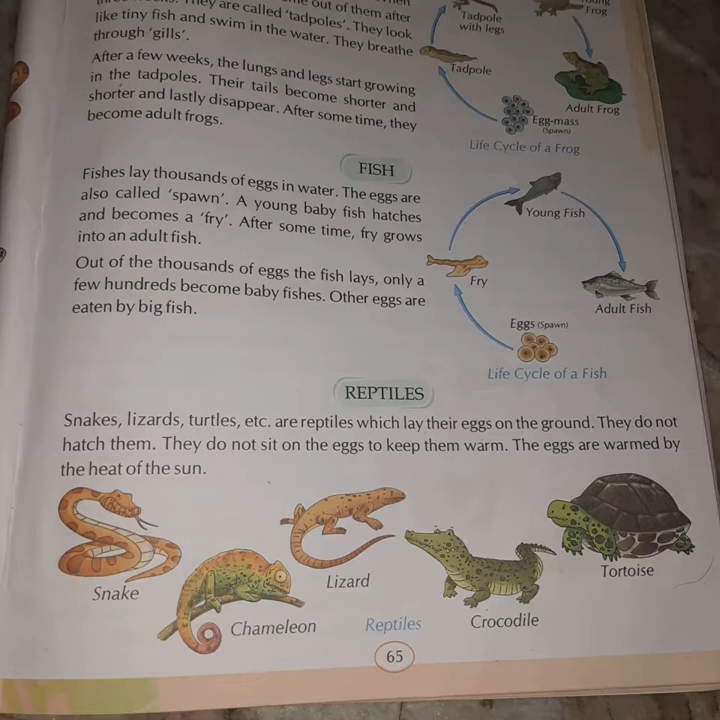 out of them after
They are called 'tadpoles'. They look
like tiny fish and swim in the water. They breathe
through 'gills'.
After a few weeks, the lungs and legs start growing
in the tadpoles. Their tails become shorter and
shorter and lastly disappear. After some time, they
become adult frogs.
Tadpole
with legs
Young
Frog
Tadpole
Adult Frog
Egg-mass
(Spawn)
Life Cycle of a Frog
FISH
Fishes lay thousands of eggs in water. The eggs are
also called 'spawn'. A young baby fish hatches
and becomes a 'fry'. After some time, fry grows
into an adult fish.
Out of the thousands of eggs the fish lays, only a
few hundreds become baby fishes. Other eggs are
eaten by big fish.
Young Fish
Fry
Adult Fish
Eggs (Spawn)
Life Cycle of a Fish
REPTILES
Snakes, lizards, turtles, etc. are reptiles which lay their eggs on the ground. They do not
hatch them. They do not sit on the eggs to keep them warm. The eggs are warmed by
the heat of the sun.
Snake
Chameleon
Lizard
Crocodile
Tortoise
Reptiles
65